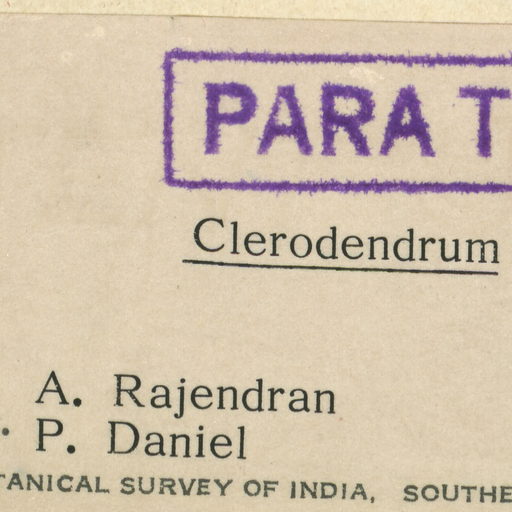 PARA T
Clerodendrum
A. Rajendran
P. Daniel
TANICAL SURVEY OF INDIA, SOUTHE